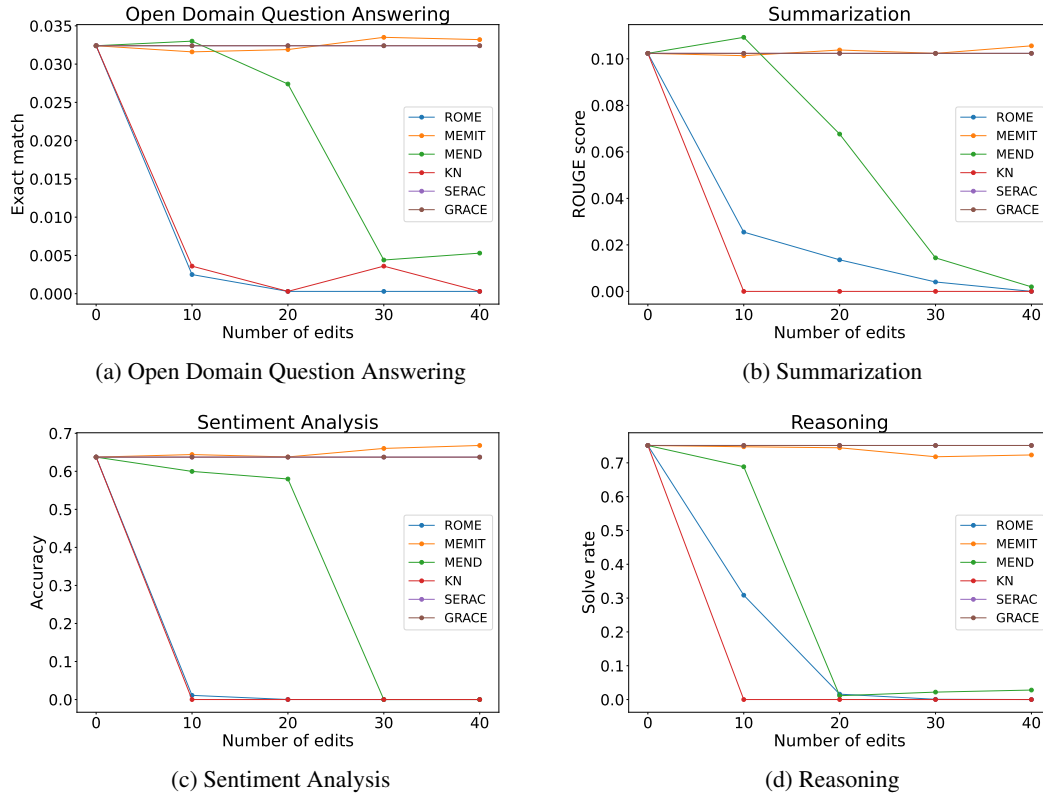 Open Domain Question Answering
0.035
0.030
0.025
0.020
0.015
0.010
0.005
0.000
Exact match
ROME
MEMIT
MEND
KN
SERAC
GRACE
0 10 20 30 40
Number of edits
(a) Open Domain Question Answering
Summarization
0.10
0.08
0.06
0.04
0.02
0.00
ROUGE score
ROME
MEMIT
MEND
KN
SERAC
GRACE
0 10 20 30 40
Number of edits
(b) Summarization
Sentiment Analysis
0.7
0.6
0.5
0.4
0.3
0.2
0.1
0.0
Accuracy
ROME
MEMIT
MEND
KN
SERAC
GRACE
0 10 20 30 40
Number of edits
(c) Sentiment Analysis
Reasoning
0.7
0.6
0.5
0.4
0.3
0.2
0.1
0.0
Solve rate
ROME
MEMIT
MEND
KN
SERAC
GRACE
0 10 20 30 40
Number of edits
(d) Reasoning